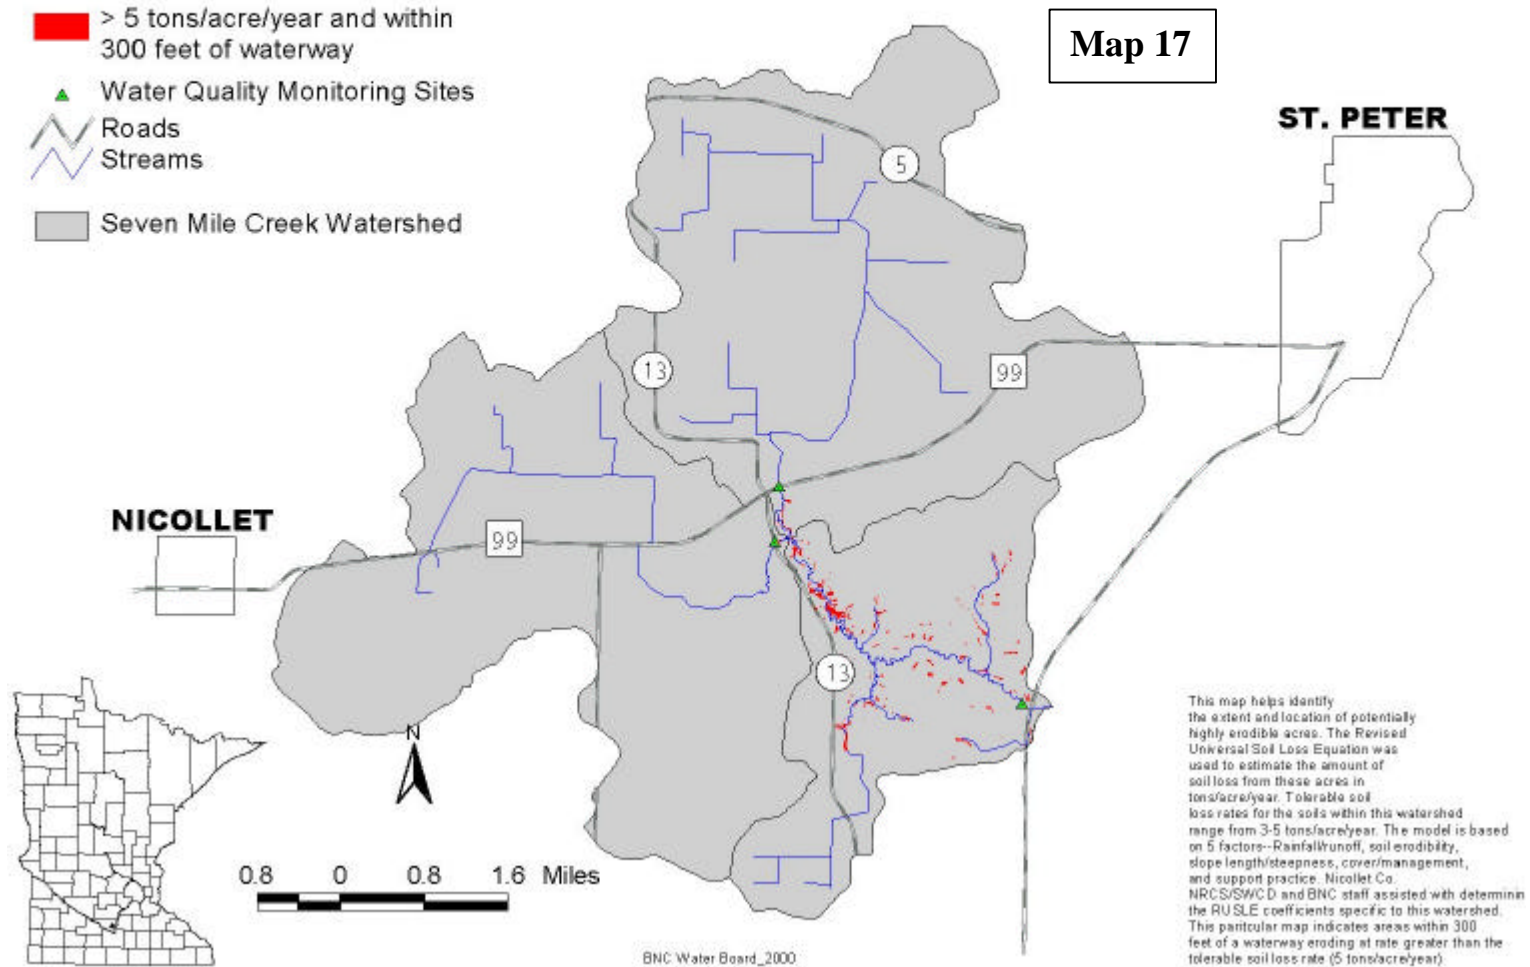 > 5 tons/acre/year and within
300 feet of waterway
Water Quality Monitoring Sites
Roads
Streams
Seven Mile Creek Watershed
Map 17
ST. PETER
5
13
99
NICOLLET
99
13
N
0.8 0 0.8 1.6 Miles
BNC Water Board_2000
This map helps identify
the extent and location of potentially
highly erodible acres. The Revised
Universal Soil Loss Equation was
used to estimate the amount of
soil loss from these acres in
tons/acre/year. Tolerable soil
loss rates for the soils within this watershed
range from 3-5 tons/acre/year. The model is based
on 5 factors--Rainfall/runoff, soil erodibility,
slope length/steepness, cover/management,
and support practice. Nicollet Co.
NRCS/SWCD and BNC staff assisted with determinin
the RUSLE coefficients specific to this watershed.
This paritcular map indicates areas within 300
feet of a waterway eroding at rate greater than the
tolerable soil loss rate (5 tons/acre/year)